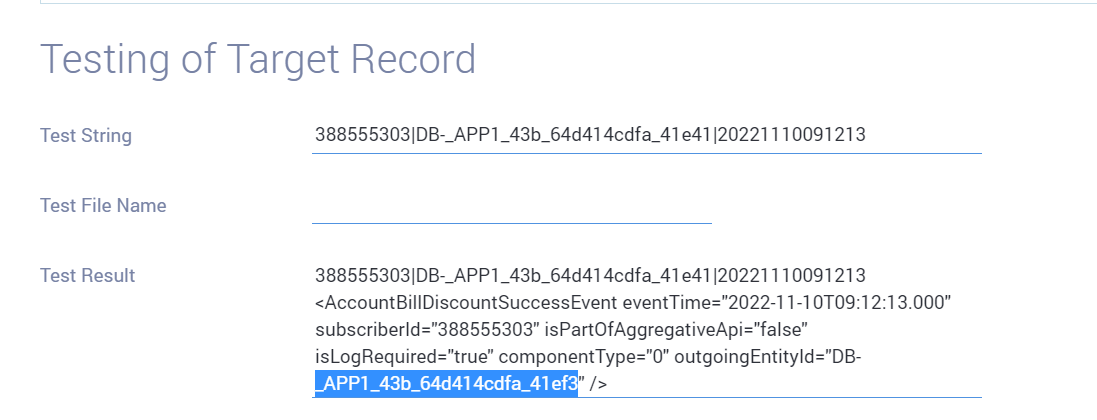 Testing of Target Record
Test String
388555303|DB-_APP1_43b_64d414cdfa_41e41|20221110091213
Test File Name
Test Result
388555303|DB-_APP1_43b_64d414cdfa_41e41|20221110091213
<AccountBillDiscountSuccessEvent eventTime="2022-11-10T09:12:13.000"
subscriberId="388555303" isPartOfAggregativeApi="false"
isLogRequired="true" componentType="0" outgoingEntityId="DB-
_APP1_43b_64d414cdfa_41ef3" />